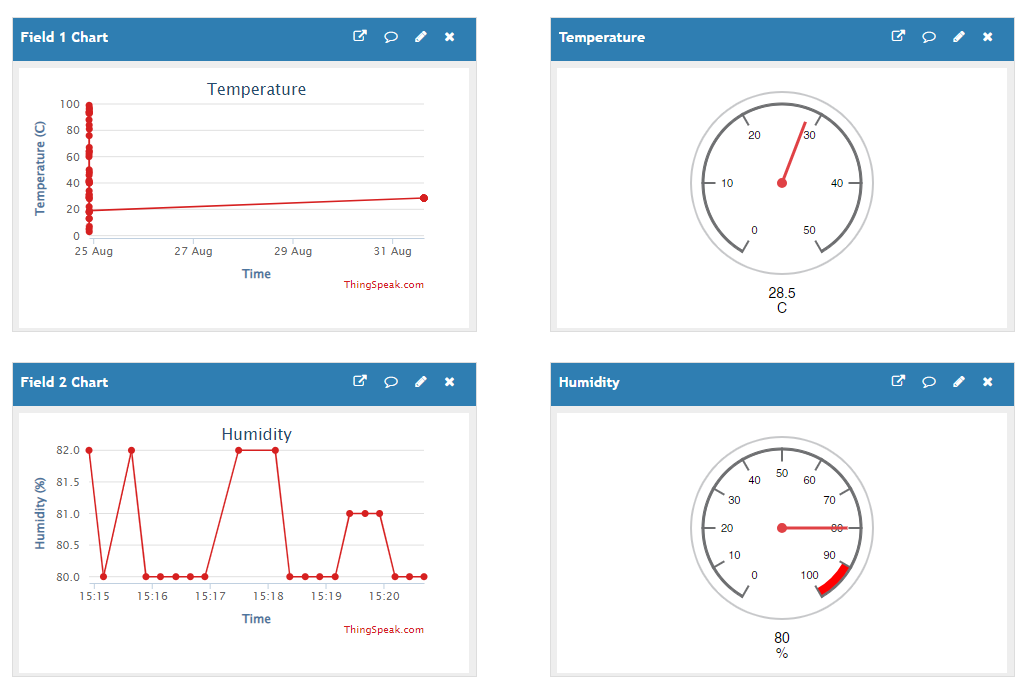 Field 1 Chart
Temperature
Temperature (C)
100
80
60
40
20
0
25 Aug 27 Aug 29 Aug 31 Aug
Time
ThingSpeak.com
Temperature
0
10
20
30
40
50
28.5
C
Field 2 Chart
Humidity
Humidity (%)
82.0
81.5
81.0
80.5
80.0
15:15 15:16 15:17 15:18 15:19 15:20
Time
ThingSpeak.com
Humidity
0
10
20
30
40
50
60
70
80
90
100
80
%